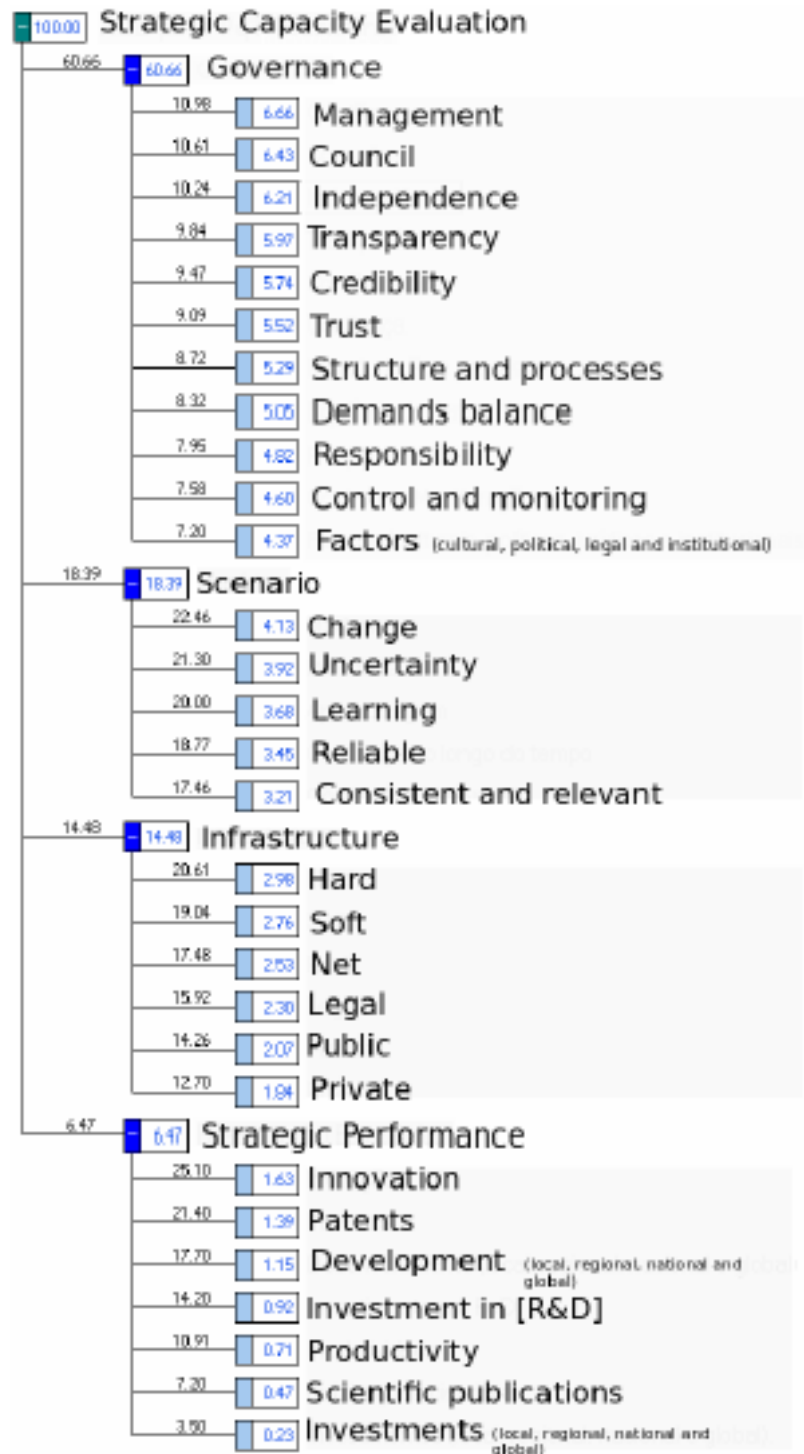 100.00 Strategic Capacity Evaluation
60.66 60.66 Governance
10.98 6.66 Management
10.61 6.43 Council
10.24 6.21 Independence
9.84 5.97 Transparency
9.47 5.74 Credibility
9.09 5.52 Trust
8.72 5.29 Structure and processes
8.32 5.05 Demands balance
7.95 4.82 Responsibility
7.58 4.60 Control and monitoring
7.20 4.37 Factors (cultural, political, legal and institutional)
18.39 18.39 Scenario
22.46 4.13 Change
21.30 3.92 Uncertainty
20.00 3.68 Learning
18.77 3.45 Reliable
17.46 3.21 Consistent and relevant
14.48 14.48 Infrastructure
20.61 2.98 Hard
19.04 2.76 Soft
17.48 2.53 Net
15.92 2.30 Legal
14.26 2.07 Public
12.70 1.84 Private
6.47 6.47 Strategic Performance
25.10 1.63 Innovation
21.40 1.39 Patents
17.70 1.15 Development (local, regional, national and
global)
14.20 0.92 Investment in [R&D]
10.91 0.71 Productivity
7.20 0.47 Scientific publications
3.50 0.23 Investments (local, regional, national and
global)